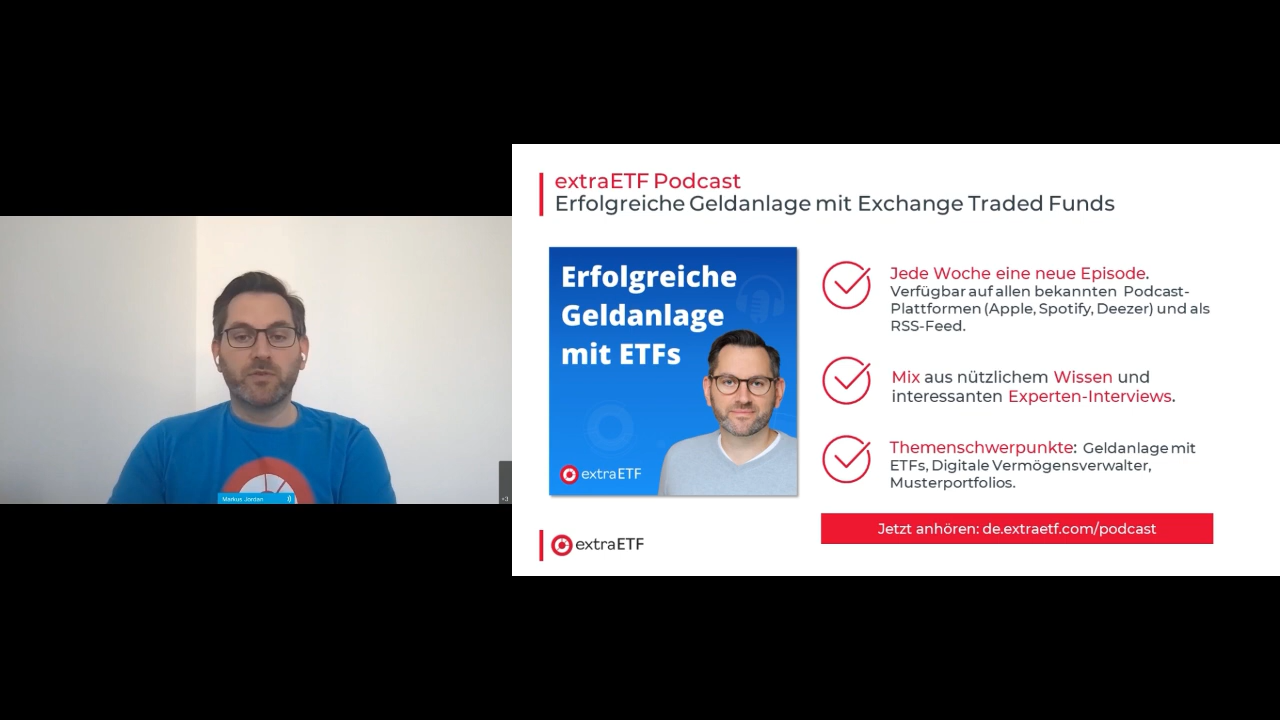 extraETF Podcast
Erfolgreiche Geldanlage mit Exchange Traded Funds
Erfolgreiche
Geldanlage
mit ETFs
extraETF
Jede Woche eine neue Episode.
Verfügbar auf allen bekannten Podcast-
Plattformen (Apple, Spotify, Deezer) und als
RSS-Feed.
Mix aus nützlichem Wissen und
interessanten Experten-Interviews.
Themenschwerpunkte: Geldanlage mit
ETFs, Digitale Vermögensverwalter,
Musterportfolios.
Jetzt anhören: de.extraetf.com/podcast
extraETF
Markus Jordan
+3